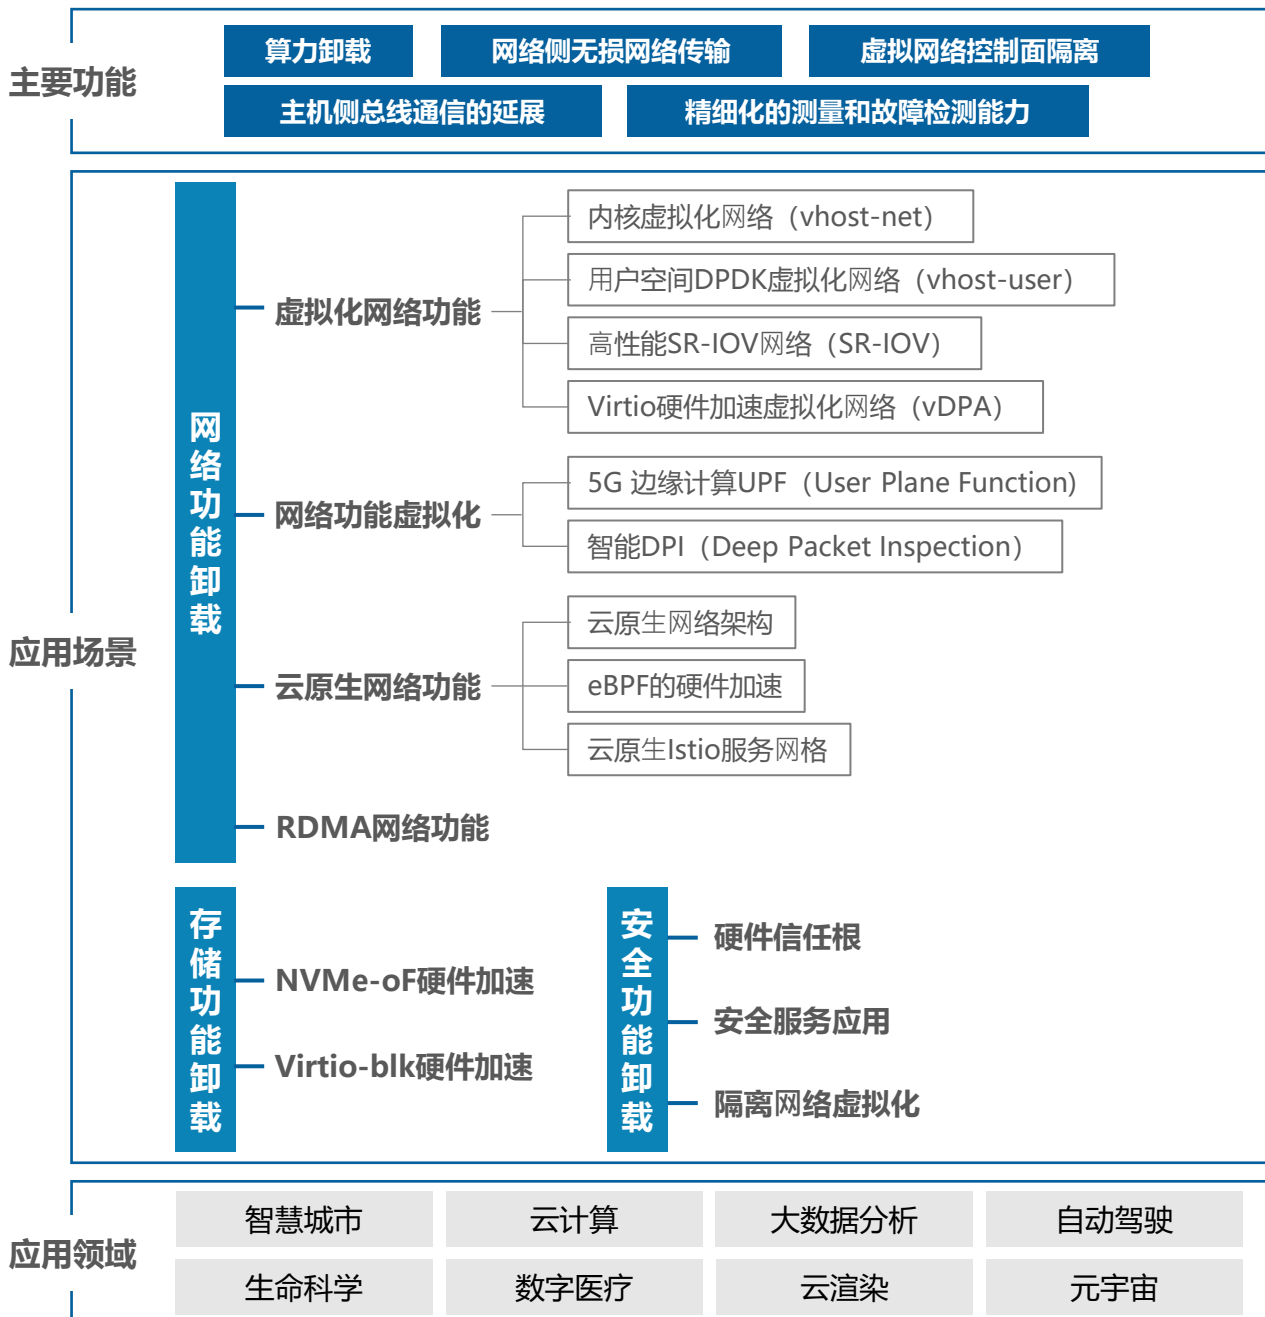 主要功能
算力卸载
网络侧无损网络传输
虚拟网络控制面隔离
主机侧总线通信的延展
精细化的测量和故障检测能力
应用场景
网络功能卸载
虚拟化网络功能
内核虚拟化网络（vhost-net）
用户空间DPDK虚拟化网络（vhost-user）
高性能SR-IOV网络（SR-IOV）
Virtio硬件加速虚拟化网络（vDPA）
网络功能虚拟化
5G 边缘计算UPF（User Plane Function)
智能DPI（Deep Packet Inspection）
云原生网络功能
云原生网络架构
eBPF的硬件加速
云原生Istio服务网格
RDMA网络功能
存储功能卸载
NVMe-oF硬件加速
Virtio-blk硬件加速
安全功能卸载
硬件信任根
安全服务应用
隔离网络虚拟化
应用领域
智慧城市
云计算
大数据分析
自动驾驶
生命科学
数字医疗
云渲染
元宇宙